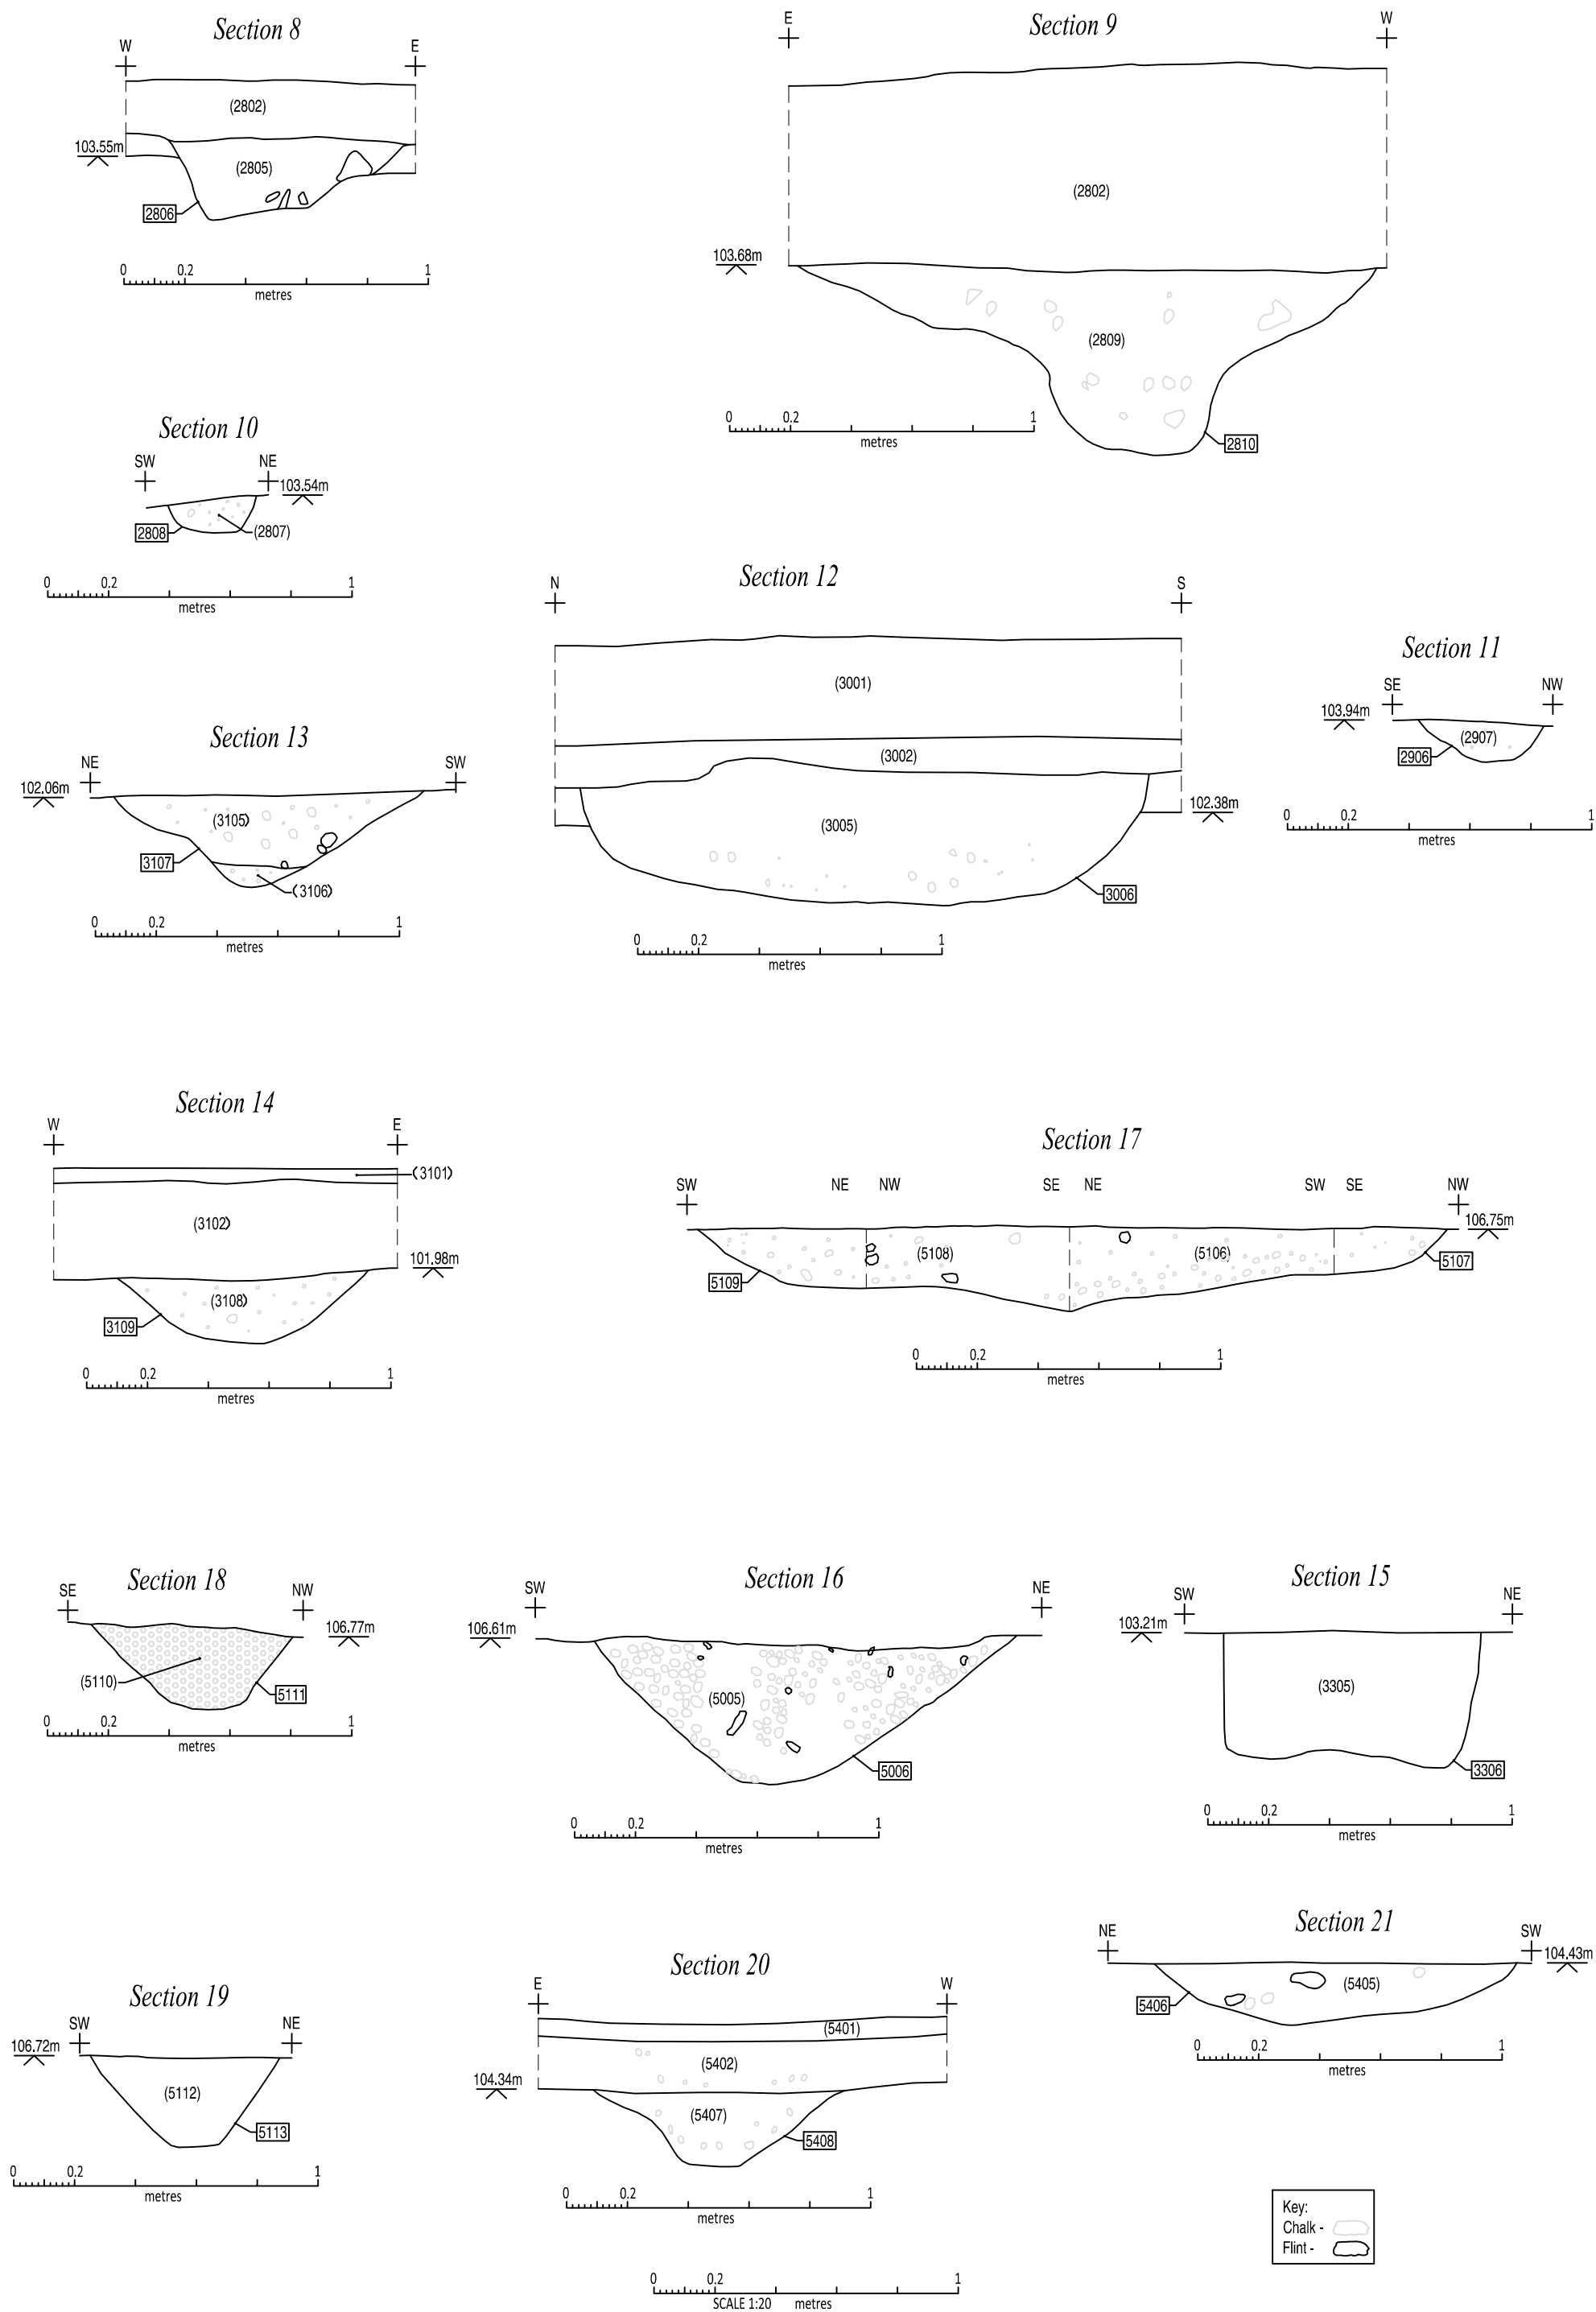 Section 8
W E
(2802)
103.55m
(2805)
2806
0 0.2 1
metres
Section 9
E W
(2802)
103.68m
(2809)
2810
0 0.2 1
metres
Section 10
SW NE
103.54m
2808 (2807)
0 0.2 1
metres
Section 12
N S
(3001)
(3002)
102.38m
(3005)
3006
0 0.2 1
metres
Section 11
SE NW
103.94m
(2907)
2906
0 0.2 1
metres
Section 13
NE SW
102.06m
(3105)
3107
(3106)
0 0.2 1
metres
Section 14
W E
(3101)
(3102)
101.98m
(3108)
3109
0 0.2 1
metres
Section 17
SW NE NW SE NE SW SE NW
106.75m
(5108) (5106)
5109 5107
0 0.2 1
metres
Section 18
SE NW
106.77m
(5110) 5111
0 0.2 1
metres
Section 16
SW NE
106.61m
(5005)
5006
0 0.2 1
metres
Section 15
SW NE
103.21m
(3305)
3306
0 0.2 1
metres
Section 19
SW NE
106.72m
(5112)
5113
0 0.2 1
metres
Section 20
E W
(5401)
(5402)
104.34m
(5407)
5408
0 0.2 1
metres
Section 21
NE SW
104.43m
(5405)
5406
0 0.2 1
metres
Key:
Chalk -
Flint -
0 0.2 1
SCALE 1:20 metres